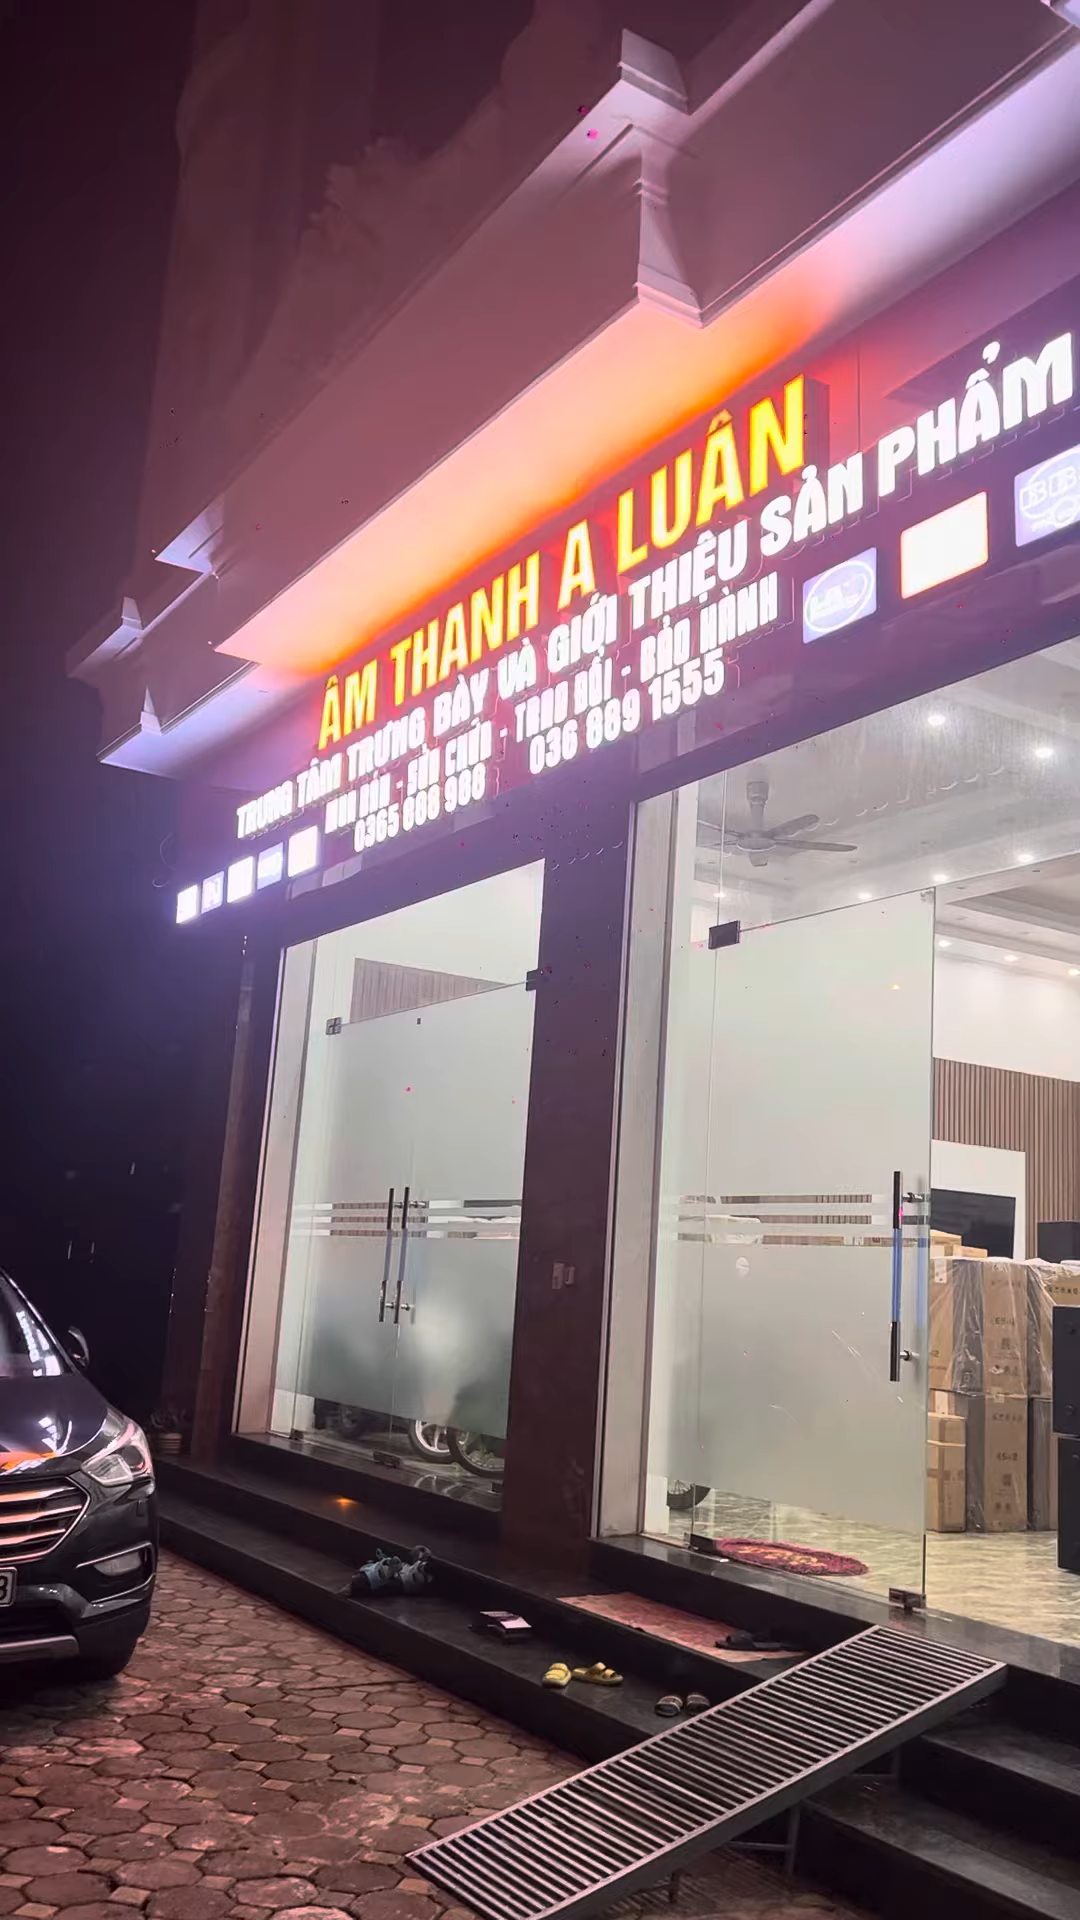 ÂM THANH A LUÂN
TRUNG TÂM TRƯNG BÀY VÀ GIỚI THIỆU SẢN PHẨM
MUA BÁN - SỬA CHỮA - TRAO ĐỔI - BẢO HÀNH
0365 888 988 036 889 1555